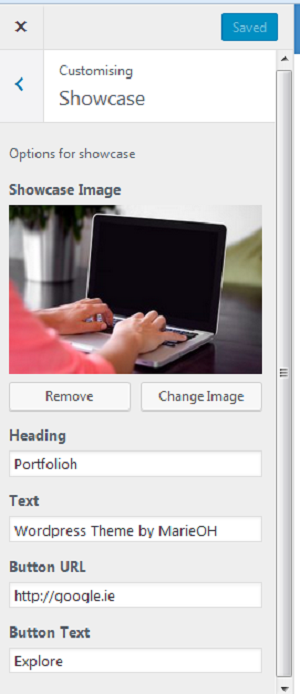 Saved
Customising
Showcase
Options for showcase
Showcase Image
Remove
Change Image
Heading
Portfolioh
Text
Wordpress Theme by MarieOH
Button URL
http://google.ie
Button Text
Explore